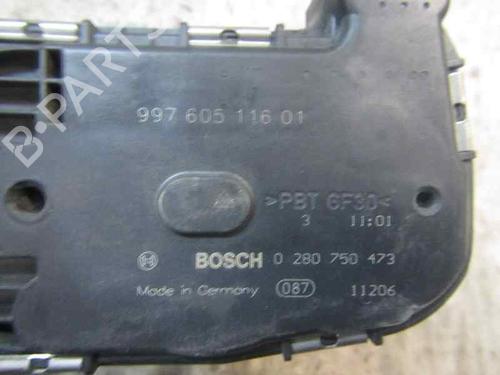 B-PARTS
997 605 116 01
>PBT GF30<
3 11:01
BOSCH 0 280 750 473
Made in Germany 087 11206